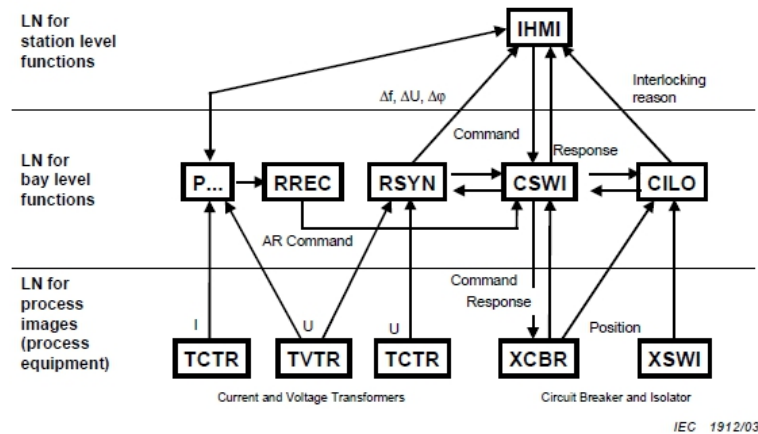 LN for
station level
functions
IHMI
Δf, ΔU, Δφ
Interlocking
reason
Command
Response
LN for
bay level
functions
P...
RREC
RSYN
CSWI
CILO
AR Command
LN for
process
images
(process
equipment)
Command
Response
I
U
U
Position
TCTR
TVTR
TCTR
XCBR
XSWI
Current and Voltage Transformers
Circuit Breaker and Isolator
IEC 1912/03